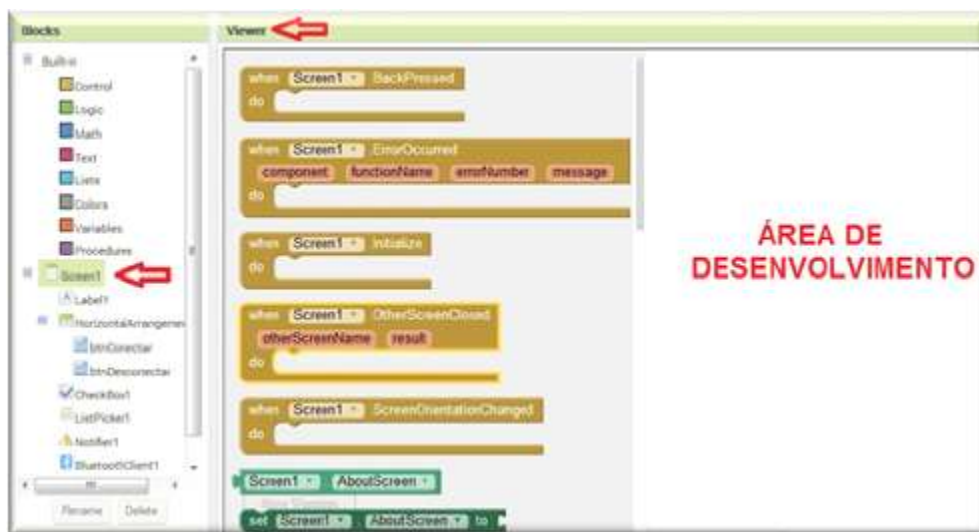 Blocks
Viewer
Built-in
Control
Logic
Math
Text
Lists
Colors
Variables
Procedures
Screen1
Label1
HorizontalArrangemen
btnConectar
btnDesconectar
CheckBox1
ListPicker1
Notifier1
BluetoothClient1
Rename Delete
when Screen1 .BackPressed
do
when Screen1 .ErrorOccurred
component functionName errorNumber message
do
when Screen1 .Initialize
do
when Screen1 .OtherScreenClosed
otherScreenName result
do
when Screen1 .ScreenOrientationChanged
do
Screen1 . AboutScreen
set Screen1 . AboutScreen to
ÁREA DE
DESENVOLVIMENTO